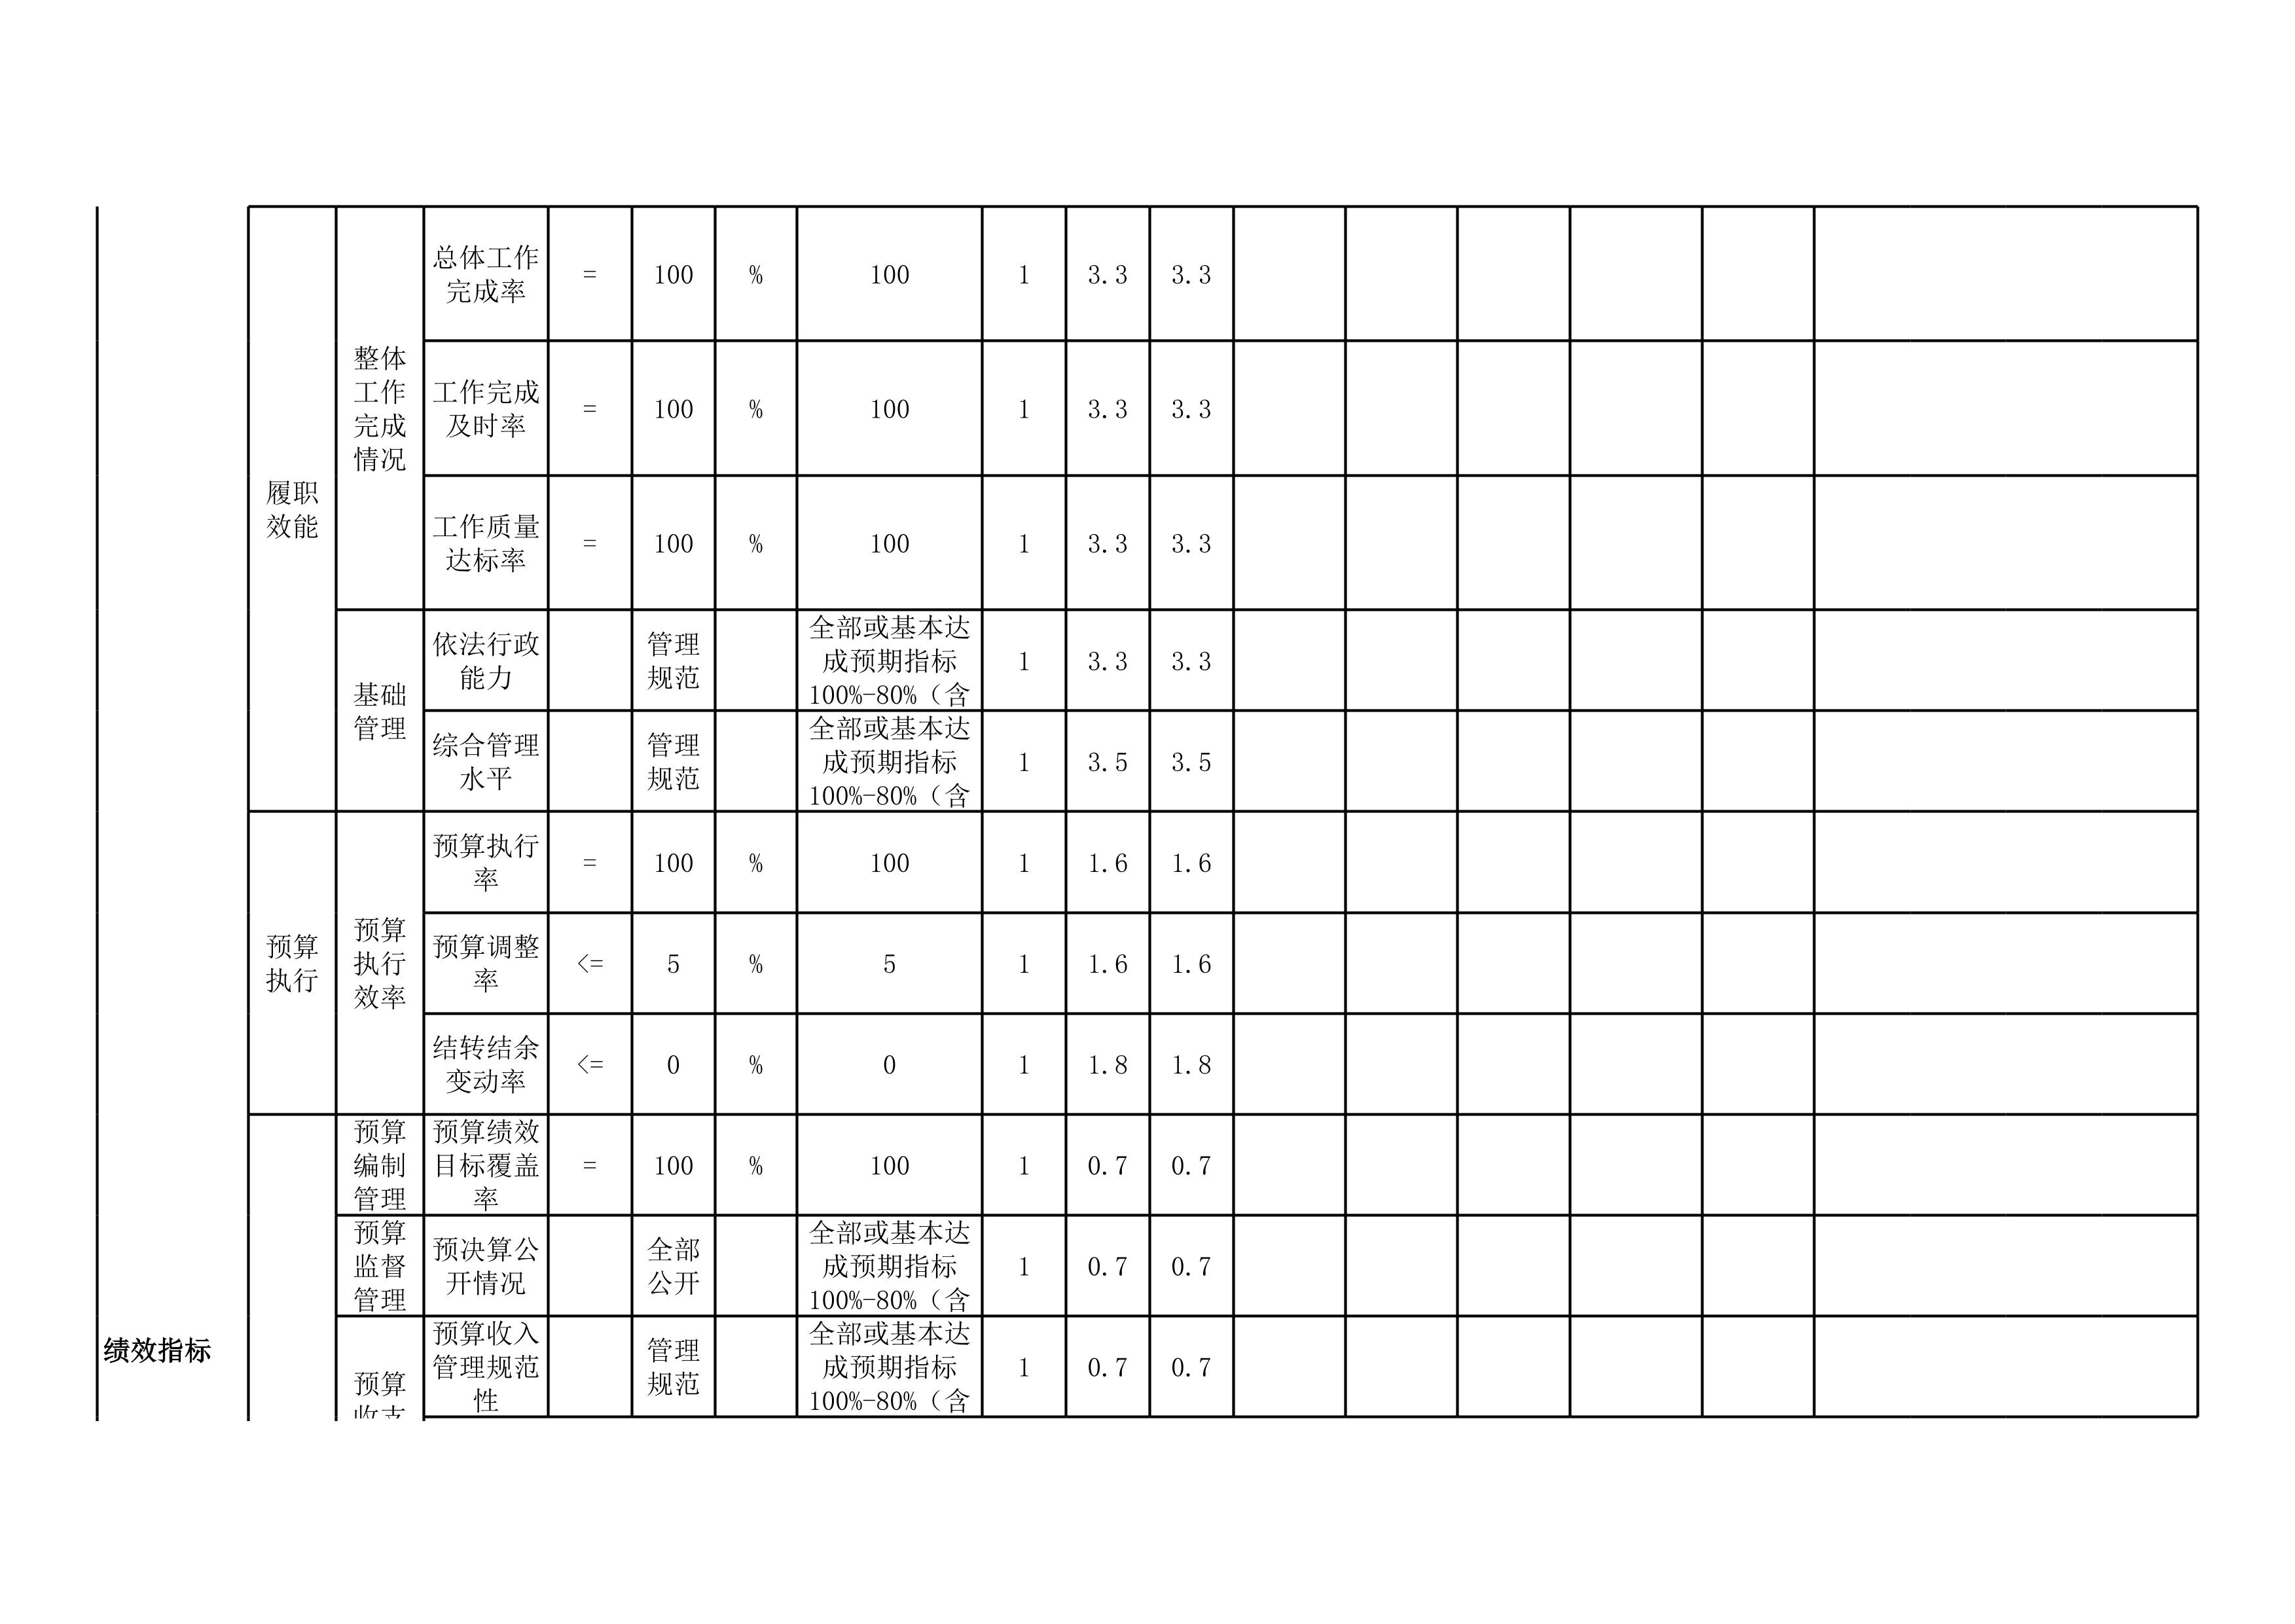 绩效指标
履职
效能
整体
工作
完成
情况
总体工作
完成率
=
100
%
100
1
3.3
3.3
工作完成
及时率
=
100
%
100
1
3.3
3.3
工作质量
达标率
=
100
%
100
1
3.3
3.3
基础
管理
依法行政
能力
管理
规范
全部或基本达
成预期指标
100%-80%（含
1
3.3
3.3
综合管理
水平
管理
规范
全部或基本达
成预期指标
100%-80%（含
1
3.5
3.5
预算
执行
预算
执行
效率
预算执行
率
=
100
%
100
1
1.6
1.6
预算调整
率
<=
5
%
5
1
1.6
1.6
结转结余
变动率
<=
0
%
0
1
1.8
1.8
预算
编制
管理
预算绩效
目标覆盖
率
=
100
%
100
1
0.7
0.7
预算
监督
管理
预决算公
开情况
全部
公开
全部或基本达
成预期指标
100%-80%（含
1
0.7
0.7
预算
预算收入
管理规范
性
管理
规范
全部或基本达
成预期指标
100%-80%（含
1
0.7
0.7